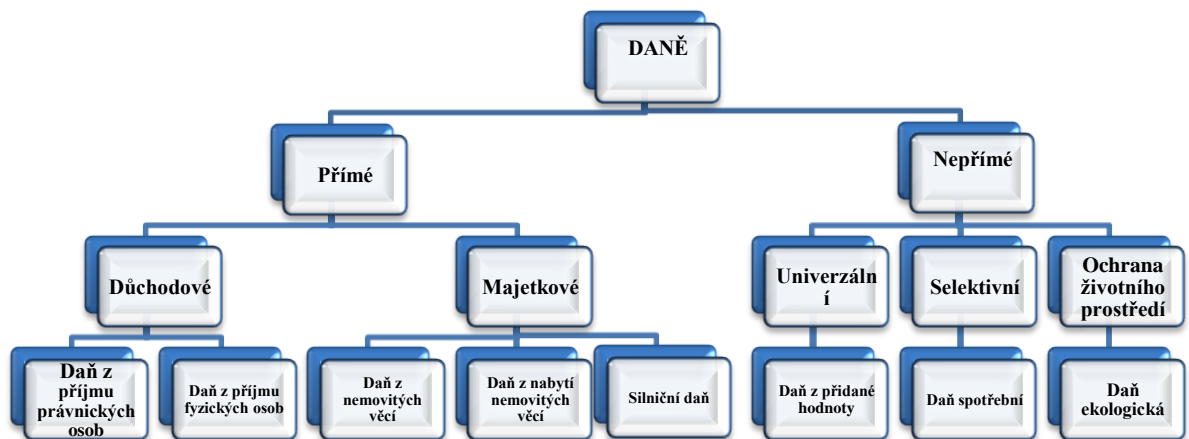 DANĚ
Přímé
Nepřímé
Důchodové
Majetkové
Univerzáln
í
Selektivní
Ochrana
životního
prostředí
Daň z
příjmu
právnických
osob
Daň z příjmu
fyzických osob
Daň z
nemovitých
věcí
Daň z nabytí
nemovitých
věcí
Silniční daň
Daň z přidané
hodnoty
Daň spotřební
Daň
ekologická